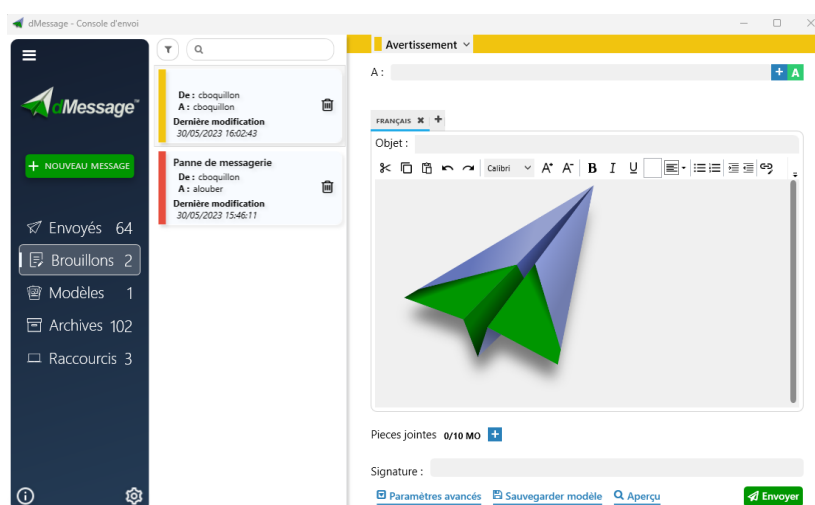 dMessage - Console d'envoi
dMessage™
+ NOUVEAU MESSAGE
Envoyés 64
Brouillons 2
Modèles 1
Archives 102
Raccourcis 3
De : cboquillon
A : cboquillon
Dernière modification
30/05/2023 16:02:43
Panne de messagerie
De : cboquillon
A : alouber
Dernière modification
30/05/2023 15:46:11
Avertissement
A :
+ A
FRANÇAIS ✖ +
Objet :
Calibri A⁺ A⁻ B I U
Pieces jointes 0/10 MO +
Signature :
Paramètres avancés Sauvegarder modèle Aperçu Envoyer